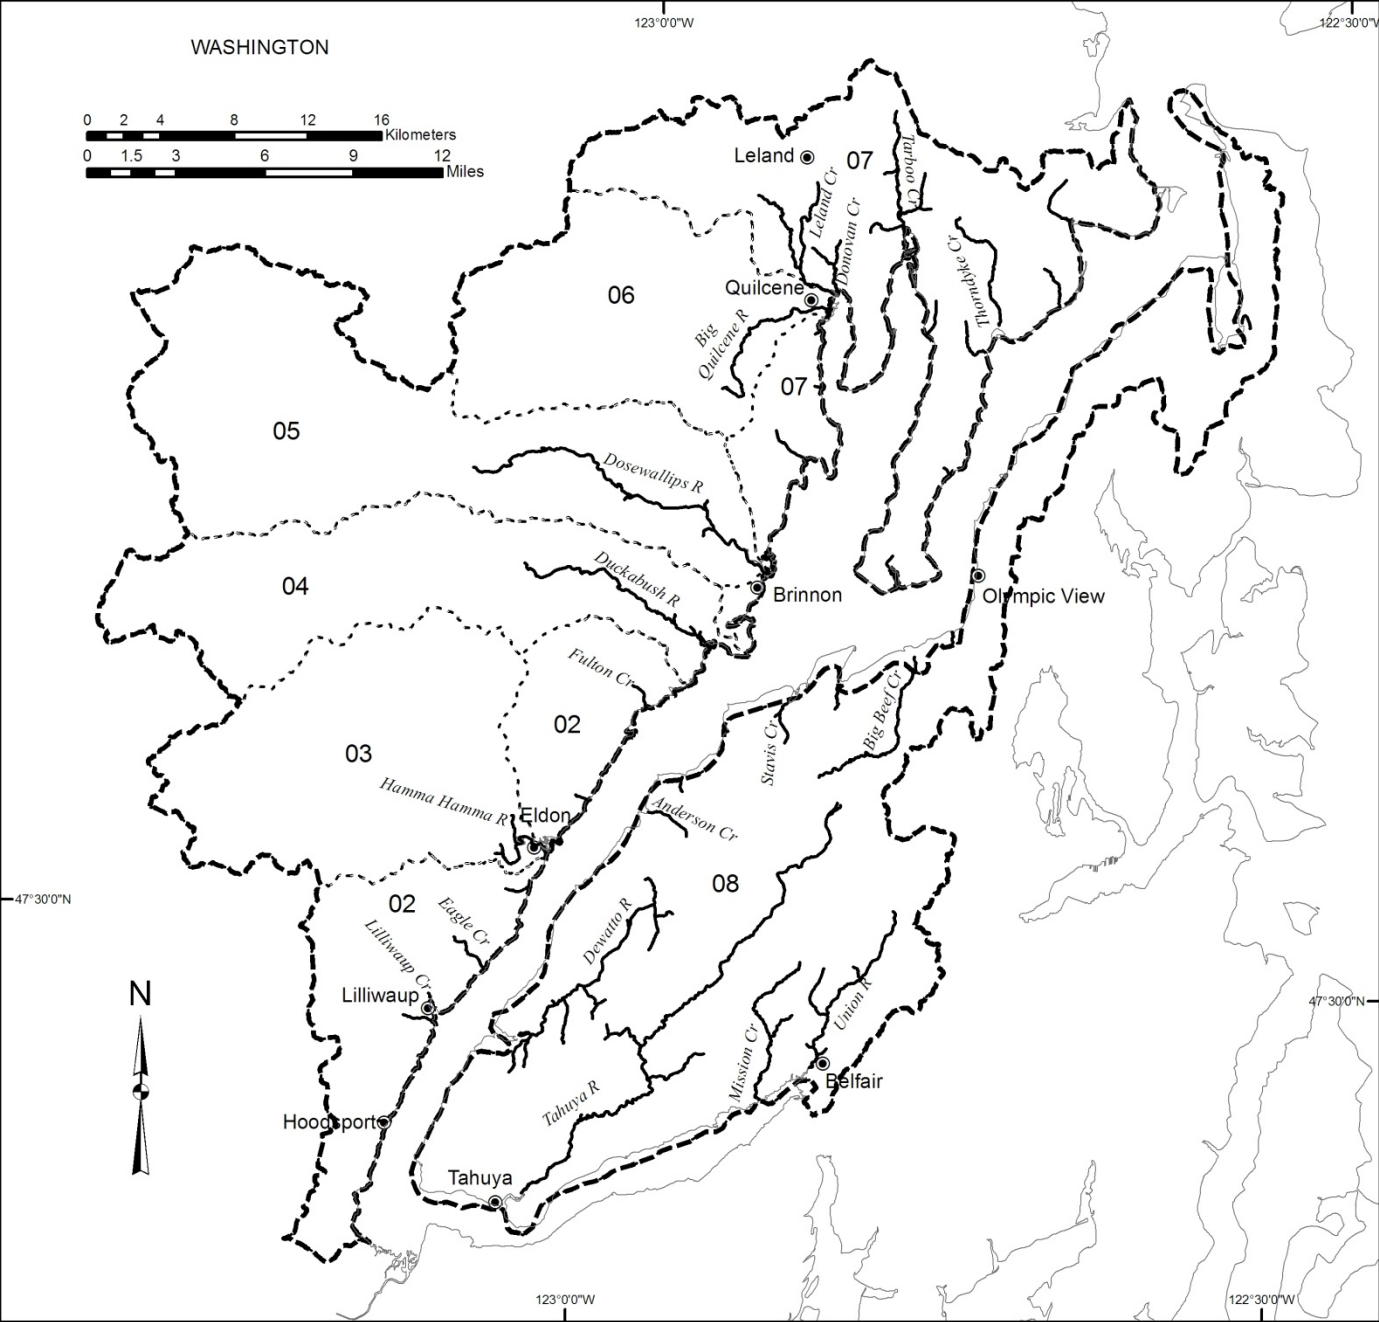 123°0'0"W
122°30'0"W
WASHINGTON
0 2 4 8 12 16
Kilometers
0 1.5 3 6 9 12
Miles
Leland
07
Tarboo Cr
Leland Cr
Donovan Cr
Thorndyke Cr
06
Quilcene
Big
Quilcene R
07
05
Dosewallips R
04
Duckabush R
Brinnon
Olympic View
Fulton Cr
02
03
Stavis Cr
Big Beef Cr
Hamma Hamma R
Eldon
Anderson Cr
08
47°30'0"N
02
Eagle Cr
Lilliwaup Cr
Dewatto R
N
Lilliwaup
47°30'0"N
Union R
Mission Cr
Belfair
Tahuya R
Hoodsport
Tahuya
123°0'0"W
122°30'0"W